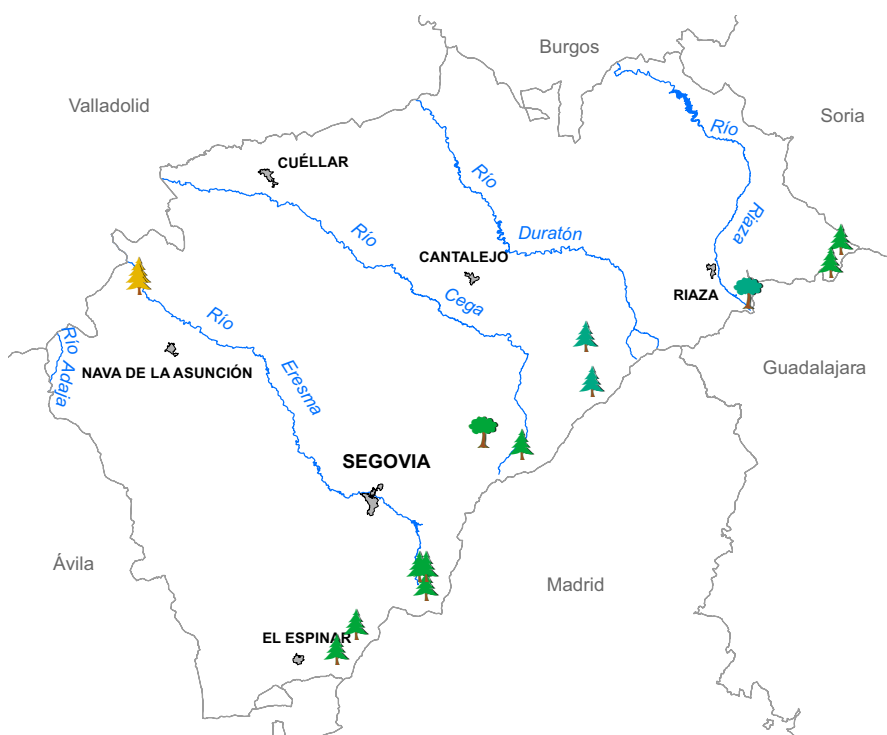 Burgos
Valladolid
Soria
Río
CUÉLLAR
Río
Riaza
Río
Duratón
CANTALEJO
RIAZA
Cega
Río
Río Adaja
NAVA DE LA ASUNCIÓN
Eresma
Guadalajara
SEGOVIA
Ávila
Madrid
EL ESPINAR